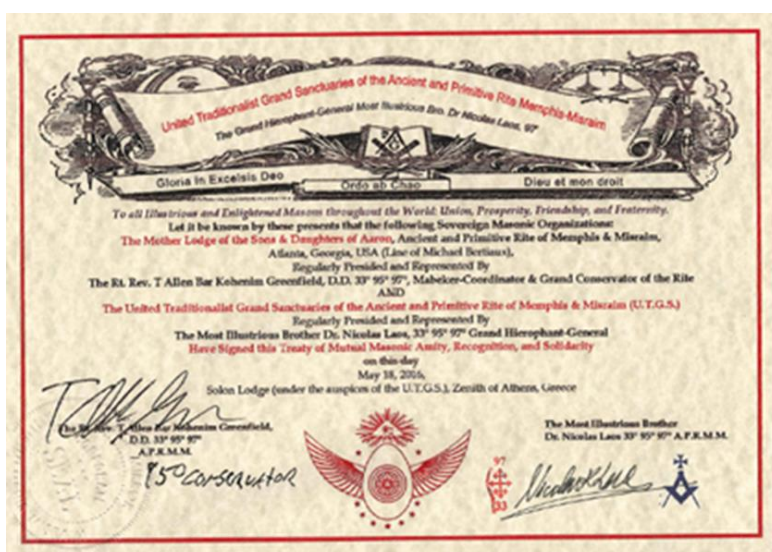 United Traditionalist Grand Sanctuaries of the Ancient and Primitive Rite Memphis-Misraim
The Grand Hierophant-General Most Illustrious Bro. Dr Nicolas Laos, 97°
Gloria in Excelsis Deo
Ordo ab Chao
Dieu et mon droit
To all Illustrious and Enlightened Masons throughout the World: Union, Prosperity, Friendship, and Fraternity.
Let it be known by these presents that the following Sovereign Masonic Organizations:
The Mother Lodge of the Sons & Daughters of Aaron, Ancient and Primitive Rite of Memphis & Misraim,
Atlanta, Georgia, USA (Line of Michael Bertiaux),
Regularly Presided and Represented By
The Rt. Rev. T Allen Bar Kohenim Greenfield, D.D. 33° 95° 97°, Mabeker-Coordinator & Grand Conservator of the Rite
AND
The United Traditionalist Grand Sanctuaries of the Ancient and Primitive Rite of Memphis & Misraim (U.T.G.S.)
Regularly Presided and Represented By
The Most Illustrious Brother Dr. Nicolas Laos, 33° 95° 97° Grand Hierophant-General
Have Signed this Treaty of Mutual Masonic Amity, Recognition, and Solidarity
on this day
May 18, 2016,
Solon Lodge (under the auspices of the U.T.G.S.), Zenith of Athens, Greece
The Rt. Rev. T. Allen Bar Kohenim Greenfield,
D.D. 33° 95° 97°
A.P.R.M.M.
95° Conservator
The Most Illustrious Brother
Dr. Nicolas Laos 33° 95° 97° A.P.R.M.M.
97
33